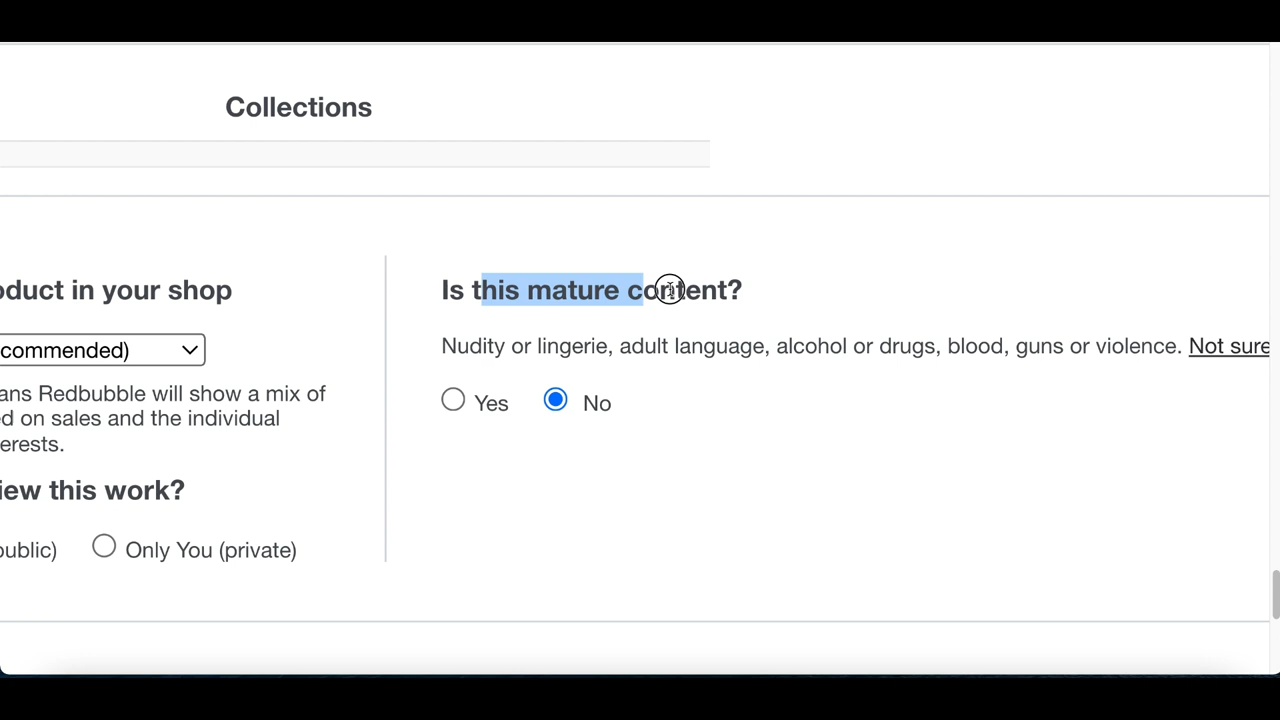 Collections
oduct in your shop
commended)
ans Redbubble will show a mix of
d on sales and the individual
erests.
iew this work?
public) Only You (private)
Is this mature content?
Nudity or lingerie, adult language, alcohol or drugs, blood, guns or violence. Not sure
Yes No